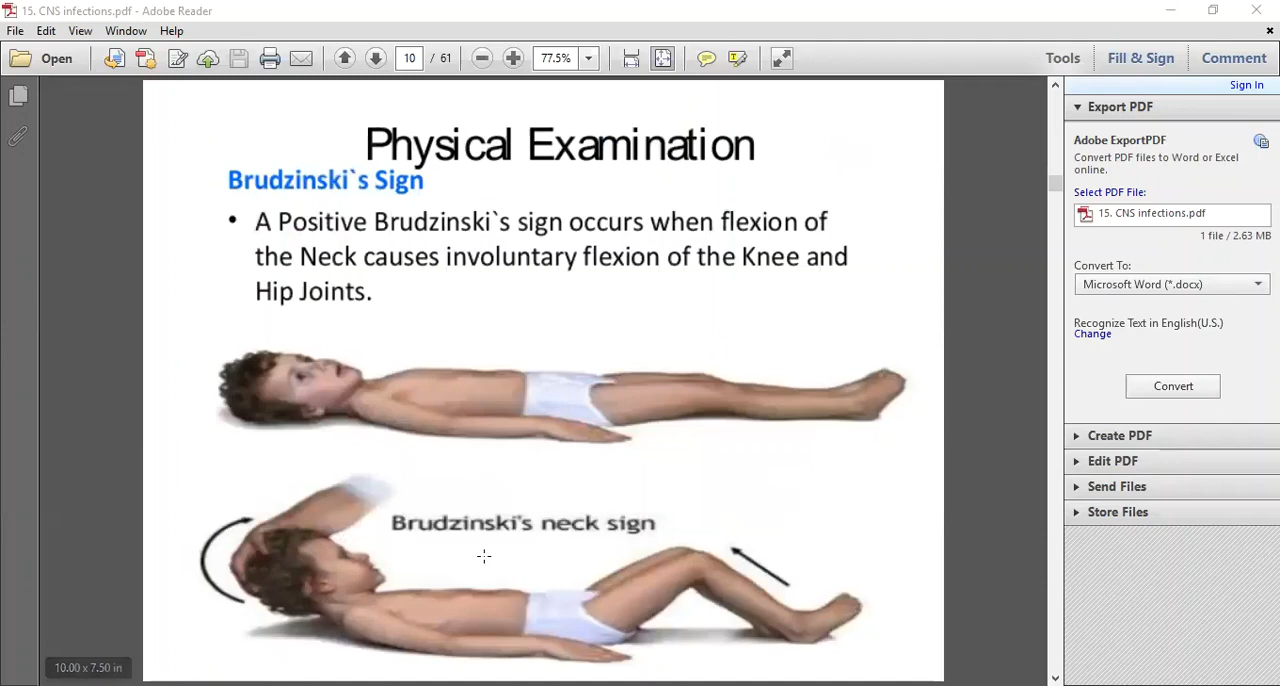 15. CNS infections.pdf - Adobe Reader
File Edit View Window Help
Open 10 / 61 77.5% Tools Fill & Sign Comment
Sign In
Export PDF
Adobe ExportPDF
Convert PDF files to Word or Excel
online.
Select PDF File:
15. CNS infections.pdf
1 file / 2.63 MB
Convert To:
Microsoft Word (*.docx)
Recognize Text in English(U.S.)
Change
Convert
Create PDF
Edit PDF
Send Files
Store Files
Physical Examination
Brudzinski`s Sign
• A Positive Brudzinski`s sign occurs when flexion of
the Neck causes involuntary flexion of the Knee and
Hip Joints.
Brudzinski's neck sign
10.00 x 7.50 in